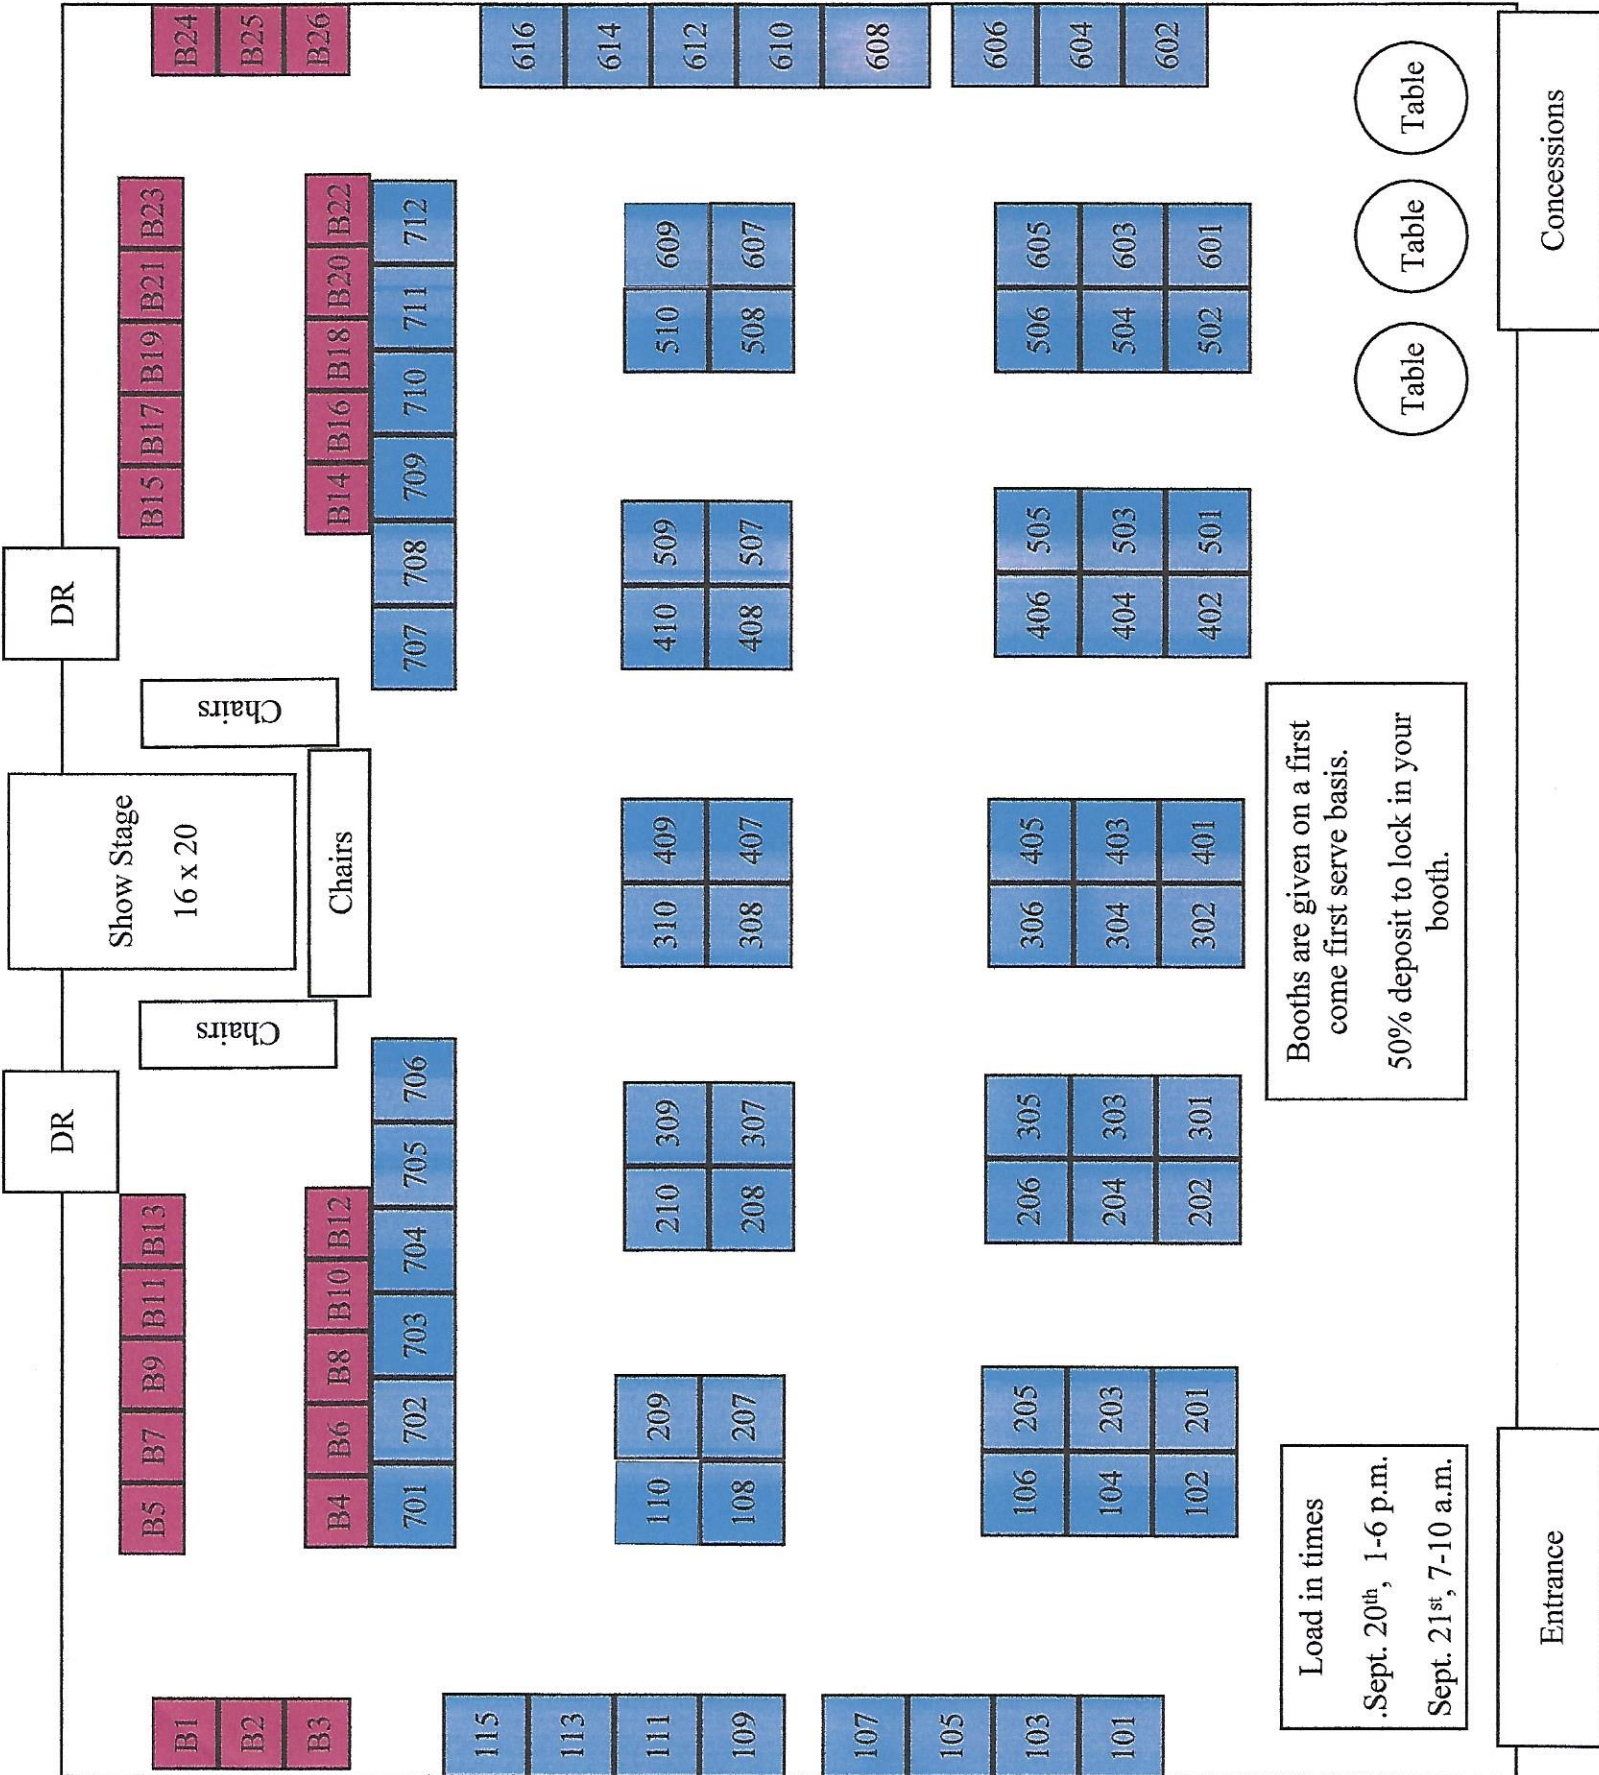 DR DR
Show Stage
16 x 20
Chairs Chairs
Chairs
B1
B2
B3
B5 B7 B9 B11 B13
B4 B6 B8 B10 B12
B15 B17 B19 B21 B23
B14 B16 B18 B20 B22
B24
B25
B26
701 702 703 704 705 706
707 708 709 710 711 712
115
113
111
109
107
105
103
101
110 209
108 207
210 309
208 307
310 409
308 407
410 509
408 507
510 609
508 607
616
614
612
610
608
606
604
602
106 205
104 203
102 201
206 305
204 303
202 301
306 405
304 403
302 401
406 505
404 503
402 501
506 605
504 603
502 601
Load in times
.Sept. 20th, 1-6 p.m.
Sept. 21st, 7-10 a.m.
Booths are given on a first
come first serve basis.
50% deposit to lock in your
booth.
Table Table Table
Entrance
Concessions